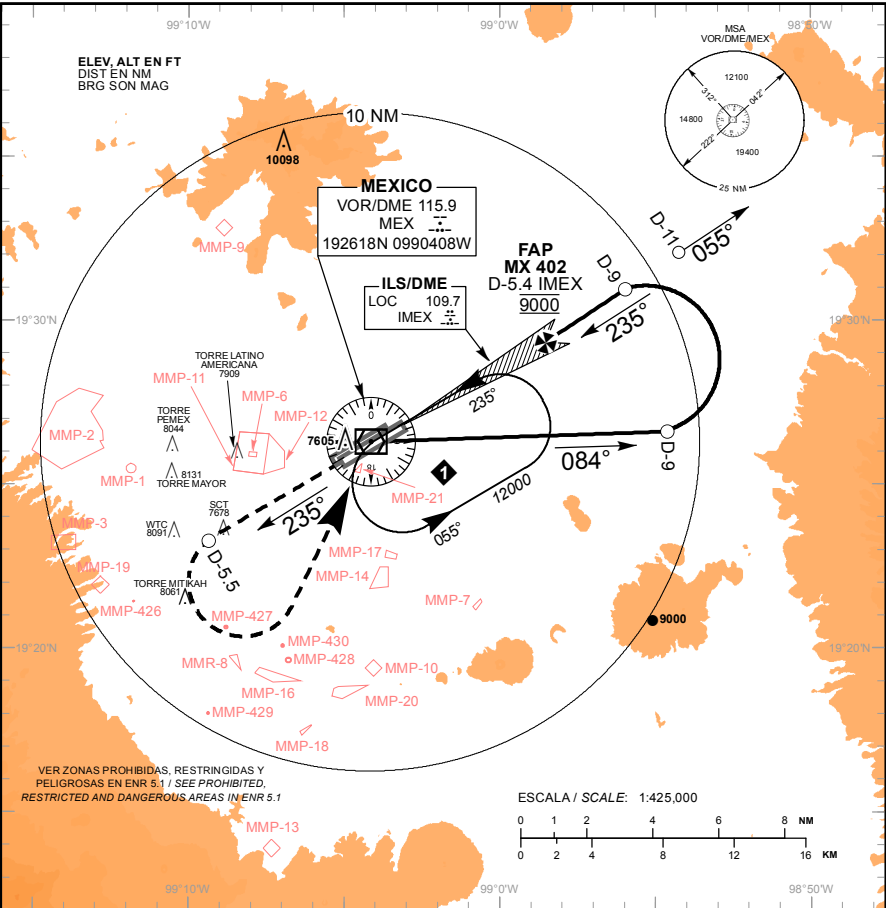 99°10'W
99°00'W
98°50'W
ELEV, ALT EN FT
DIST EN NM
BRG SON MAG
MSA
VOR/DME/MEX
12100
312°
042°
14800
222°
19400
25 NM
10 NM
10098
MEXICO
VOR/DME 115.9
MEX
192618N 0990408W
MMP-9
FAP
MX 402
D-5.4 IMEX
9000
ILS/DME
LOC 109.7
IMEX
D-11
055°
D-9
235°
19°30'
19°30'
TORRE LATINO
AMERICANA
7909
MMP-11
MMP-6
MMP-12
235°
TORRE
PEMEX
8044
MMP-2
0
7605
18
D-9
084°
MMP-1
8131
TORRE MAYOR
1
12000
MMP-21
SCT
7678
235°
055°
MMP-3
WTC
8091
D-5.5
MMP-17
MMP-19
MMP-14
TORRE MITIKAH
8061
MMP-426
MMP-427
MMP-7
9000
19°20'
19°20'
MMP-430
MMP-428
MMR-8
MMP-10
MMP-16
MMP-20
MMP-429
MMP-18
VER ZONAS PROHIBIDAS, RESTRINGIDAS Y
PELIGROSAS EN ENR 5.1 / SEE PROHIBITED,
RESTRICTED AND DANGEROUS AREAS IN ENR 5.1
MMP-13
ESCALA / SCALE: 1:425,000
0 1 2 4 6 8 NM
0 2 4 8 12 16 KM
99°10'W
99°00'W
98°50'W